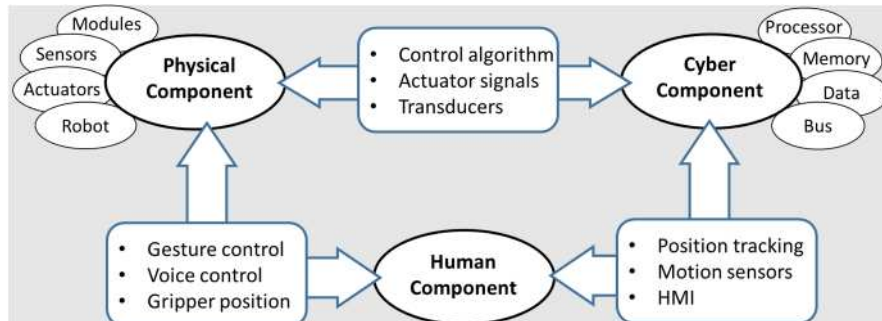 Modules
Sensors
Actuators
Robot
Physical
Component
• Control algorithm
• Actuator signals
• Transducers
Cyber
Component
Processor
Memory
Data
Bus
• Gesture control
• Voice control
• Gripper position
Human
Component
• Position tracking
• Motion sensors
• HMI